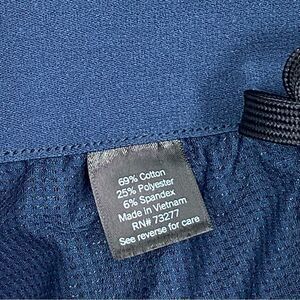 69% Cotton
25% Polyester
6% Spandex
Made in Vietnam
RN# 73277
See reverse for care